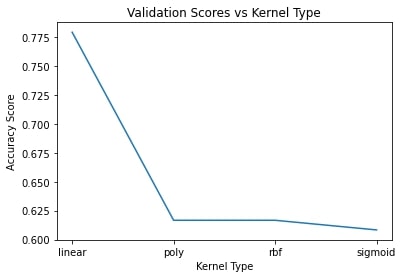 Validation Scores vs Kernel Type
Accuracy Score
0.775
0.750
0.725
0.700
0.675
0.650
0.625
0.600
linear poly rbf sigmoid
Kernel Type